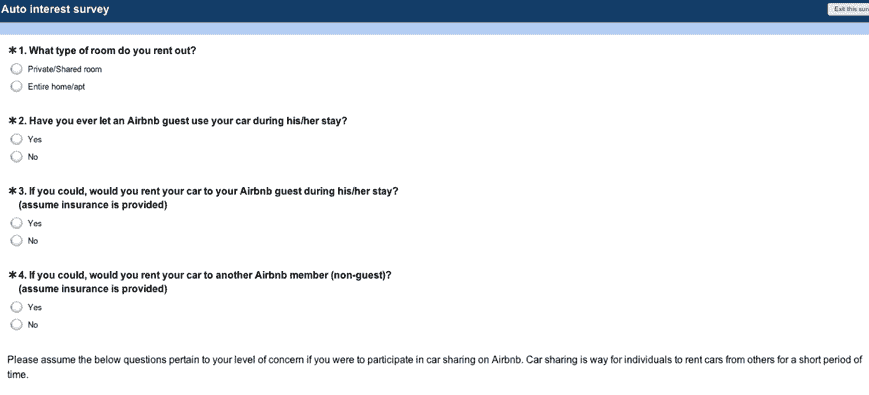 Auto interest survey
Exit this sur
*1. What type of room do you rent out?
Private/Shared room
Entire home/apt
*2. Have you ever let an Airbnb guest use your car during his/her stay?
Yes
No
*3. If you could, would you rent your car to your Airbnb guest during his/her stay?
(assume insurance is provided)
Yes
No
*4. If you could, would you rent your car to another Airbnb member (non-guest)?
(assume insurance is provided)
Yes
No
Please assume the below questions pertain to your level of concern if you were to participate in car sharing on Airbnb. Car sharing is way for individuals to rent cars from others for a short period of
time.